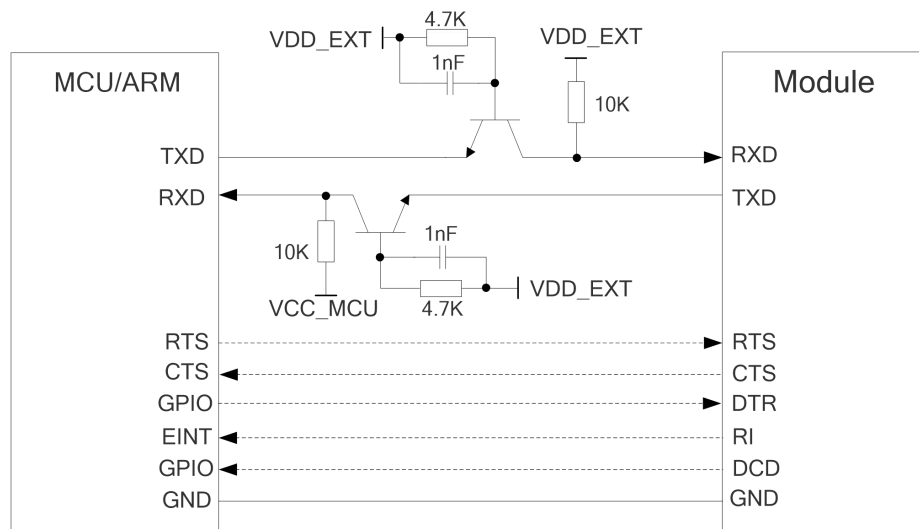 4.7K
VDD_EXT
VDD_EXT
1nF
MCU/ARM
Module
10K
TXD
RXD
RXD
TXD
1nF
10K
VDD_EXT
VCC_MCU
4.7K
RTS
RTS
CTS
CTS
GPIO
DTR
EINT
RI
GPIO
DCD
GND
GND